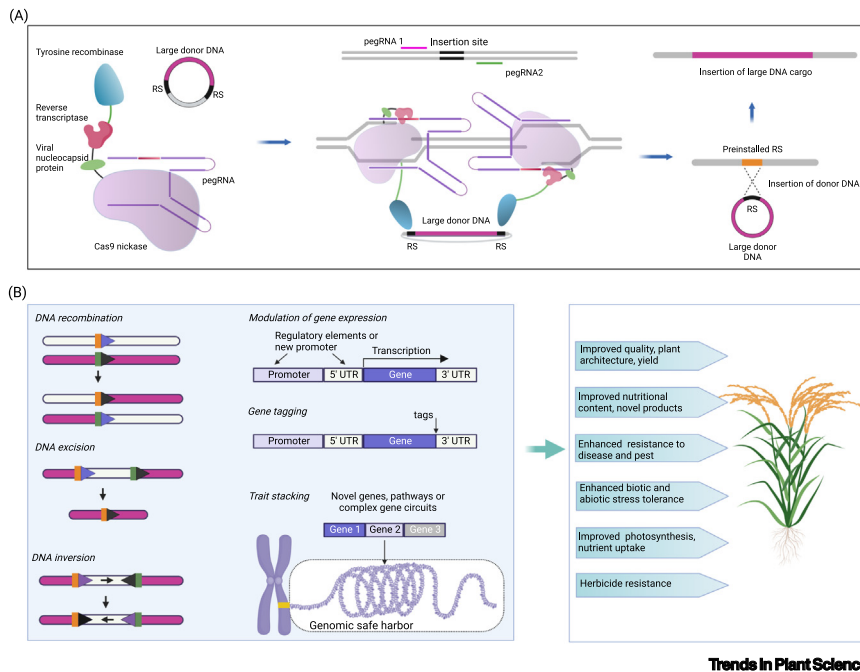 (A)
Tyrosine recombinase
Large donor DNA
RS
RS
Reverse
transcriptase
Viral
nucleocapsid
protein
pegRNA
Cas9 nickase
pegRNA 1
Insertion site
pegRNA2
Large donor DNA
RS
RS
Insertion of large DNA cargo
Preinstalled RS
Insertion of donor DNA
RS
Large donor
DNA
(B)
DNA recombination
DNA excision
DNA inversion
Modulation of gene expression
Regulatory elements or
new promoter
Transcription
Promoter
5' UTR
Gene
3' UTR
Gene tagging
tags
Promoter
5' UTR
Gene
3' UTR
Trait stacking
Novel genes, pathways or
complex gene circuits
Gene 1
Gene 2
Gene 3
Genomic safe harbor
Improved quality, plant
architecture, yield
Improved nutritional
content, novel products
Enhanced resistance to
disease and pest
Enhanced biotic and
abiotic stress tolerance
Improved photosynthesis,
nutrient uptake
Herbicide resistance
Trends in Plant Science